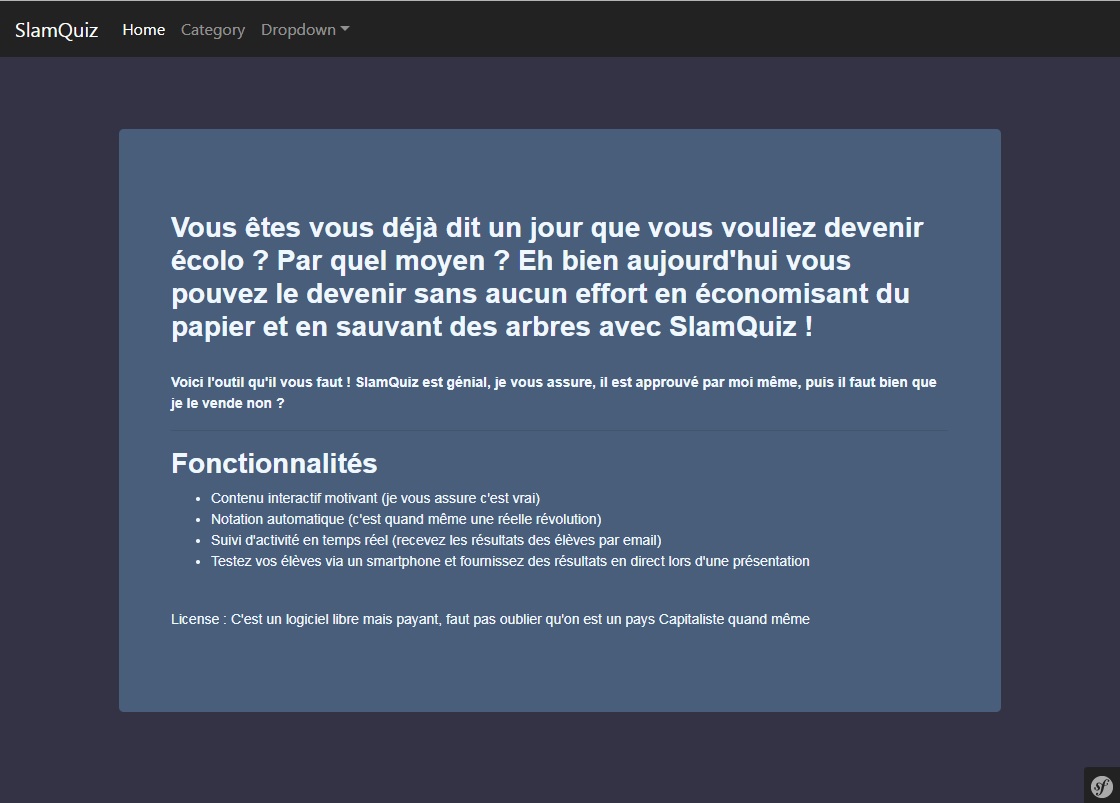 SlamQuiz Home Category Dropdown
Vous êtes vous déjà dit un jour que vous vouliez devenir
écolo ? Par quel moyen ? Eh bien aujourd'hui vous
pouvez le devenir sans aucun effort en économisant du
papier et en sauvant des arbres avec SlamQuiz !
Voici l'outil qu'il vous faut ! SlamQuiz est génial, je vous assure, il est approuvé par moi même, puis il faut bien que
je le vende non ?
Fonctionnalités
• Contenu interactif motivant (je vous assure c'est vrai)
• Notation automatique (c'est quand même une réelle révolution)
• Suivi d'activité en temps réel (recevez les résultats des élèves par email)
• Testez vos élèves via un smartphone et fournissez des résultats en direct lors d'une présentation
License : C'est un logiciel libre mais payant, faut pas oublier qu'on est un pays Capitaliste quand même
sf